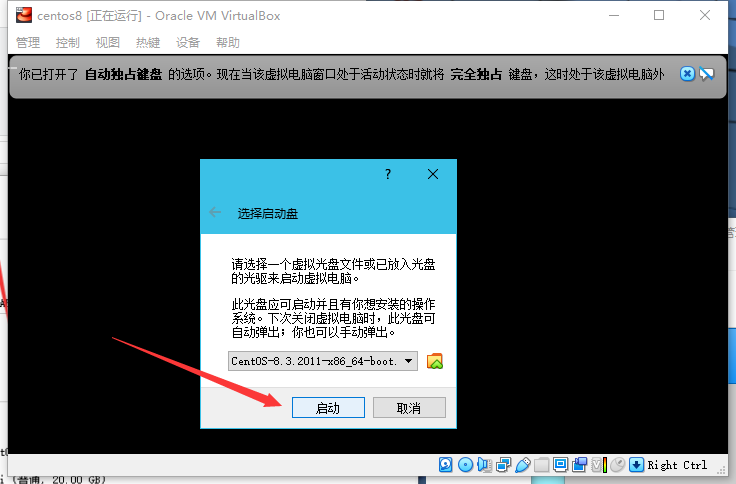 centos8 [正在运行] - Oracle VM VirtualBox
管理 控制 视图 热键 设备 帮助
你已打开了 自动独占键盘 的选项。现在当该虚拟电脑窗口处于活动状态时就将 完全独占 键盘，这时处于该虚拟电脑外
?
选择启动盘
请选择一个虚拟光盘文件或已放入光盘
的光驱来启动虚拟电脑。
此光盘应可启动并且有你想安装的操作
系统。下次关闭虚拟电脑时，此光盘可
自动弹出；你也可以手动弹出。
CentOS-8.3.2011-x86_64-boot.
启动 取消
Right Ctrl
(普通, 20.00 GB)